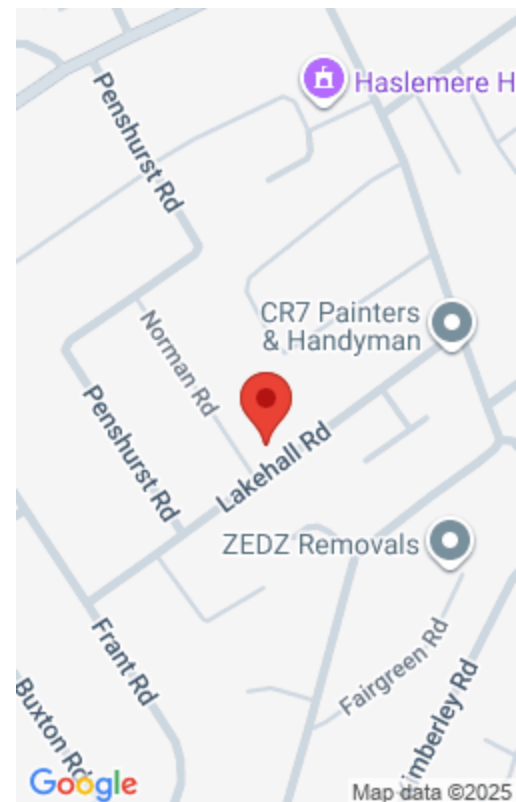 Penshurst Rd
Haslemere H
CR7 Painters
& Handyman
Norman Rd
Penshurst Rd
Lakehall Rd
ZEDZ Removals
Frant Rd
Fairgreen Rd
Buxton Rd
imberley Rd
Google
Map data ©2025